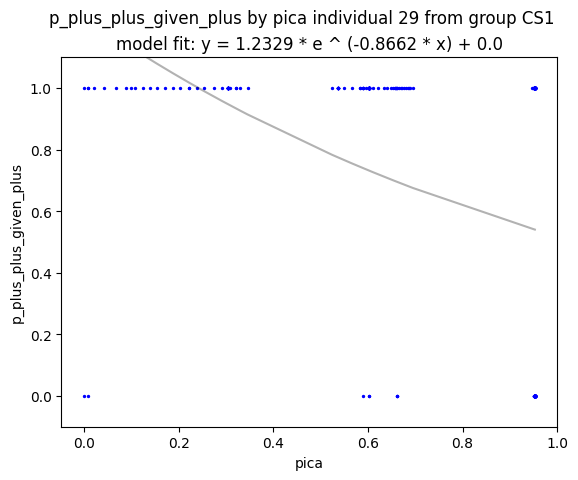 p_plus_plus_given_plus by pica individual 29 from group CS1
model fit: y = 1.2329 * e ^ (-0.8662 * x) + 0.0
p_plus_plus_given_plus
1.0
0.8
0.6
0.4
0.2
0.0
0.0 0.2 0.4 0.6 0.8 1.0
pica